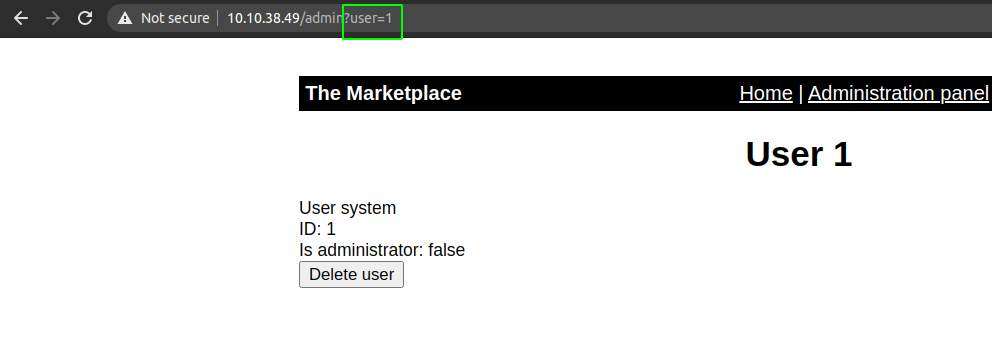 Not secure | 10.10.38.49/admin?user=1
The Marketplace Home | Administration panel
User 1
User system
ID: 1
Is administrator: false
Delete user